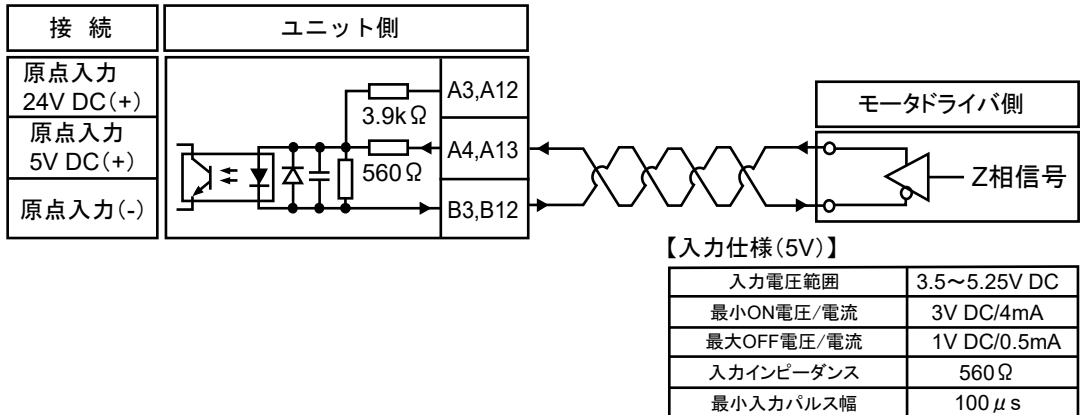 接 続
ユニット側
原点入力
24V DC(+)
原点入力
5V DC(+)
原点入力(-)
3.9kΩ
560Ω
A3,A12
A4,A13
B3,B12
モータドライバ側
Z相信号
【入力仕様(5V)】
入力電圧範囲 3.5～5.25V DC
最小ON電圧/電流 3V DC/4mA
最大OFF電圧/電流 1V DC/0.5mA
入力インピーダンス 560Ω
最小入力パルス幅 100μs